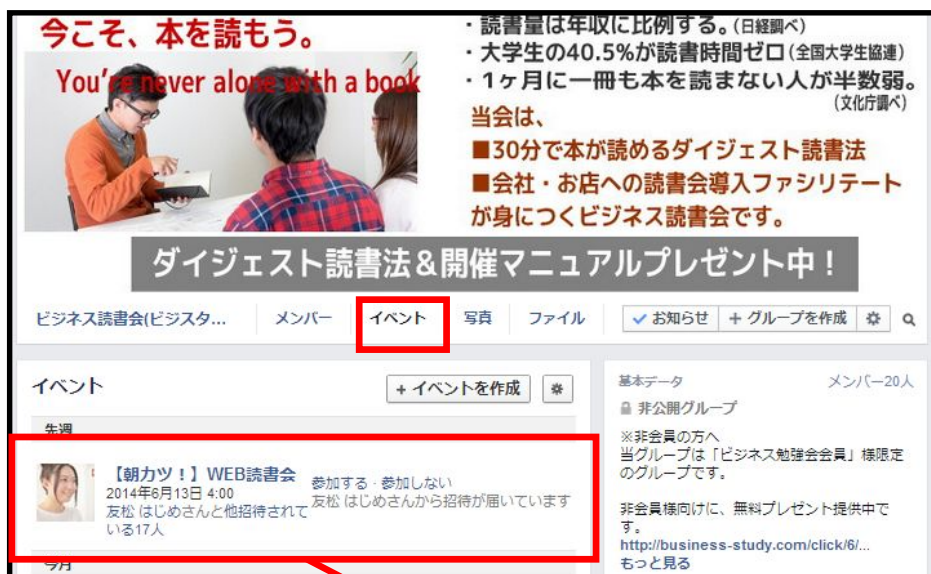 今こそ、本を読もう。
You're never alone with a book
・読書量は年収に比例する。(日経調べ)
・大学生の40.5%が読書時間ゼロ(全国大学生協連)
・1ヶ月に一冊も本を読まない人が半数弱。
(文化庁調べ)
当会は、
■30分で本が読めるダイジェスト読書法
■会社・お店への読書会導入ファシリテート
が身につくビジネス読書会です。
ダイジェスト読書法&開催マニュアルプレゼント中!
ビジネス読書会(ビジスタ... メンバー イベント 写真 ファイル ✓ お知らせ + グループを作成
イベント + イベントを作成
先週
【朝カツ!】WEB読書会
2014年6月13日 4:00
友松 はじめさんと他招待されて
いる17人
参加する · 参加しない
友松 はじめさんから招待が届いています
今月
基本データ メンバー20人
非公開グループ
※非会員の方へ
当グループは「ビジネス勉強会会員」様限定
のグループです。
非会員様向けに、無料プレゼント提供中で
す。
http://business-study.com/click/6/...
もっと見る